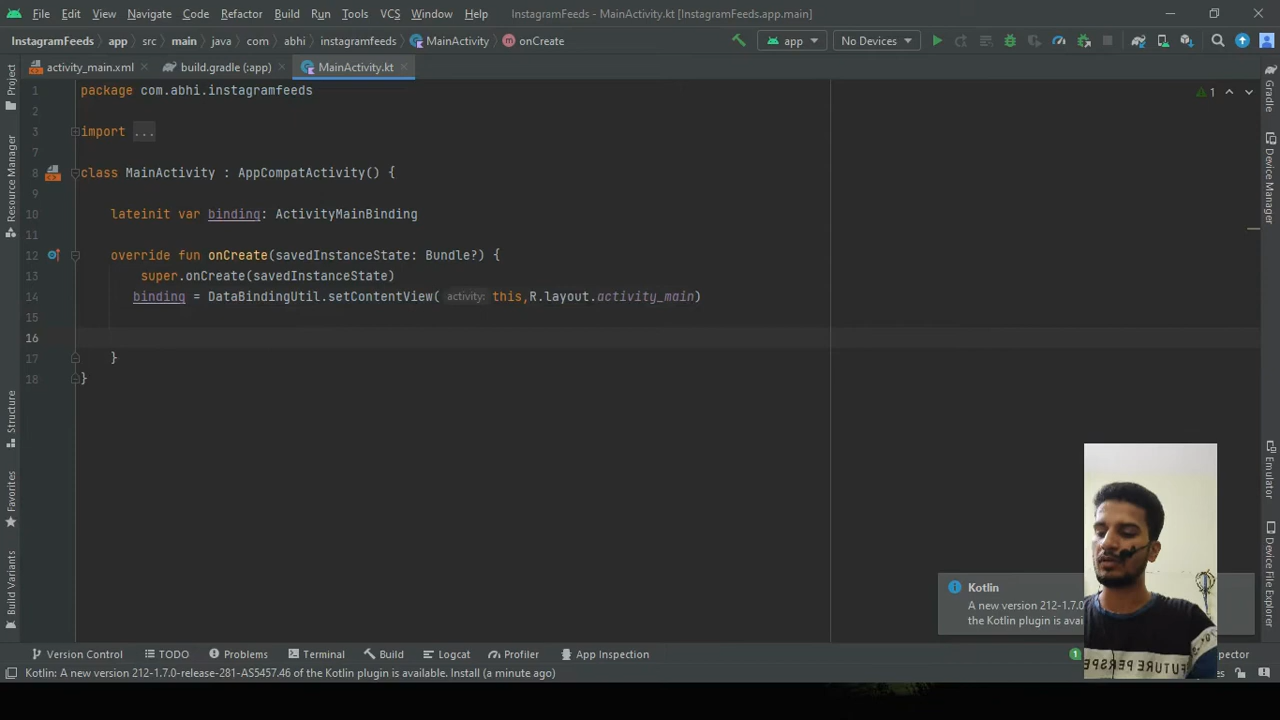 File Edit View Navigate Code Refactor Build Run Tools VCS Window Help InstagramFeeds - MainActivity.kt [InstagramFeeds.app.main]
InstagramFeeds app src main java com abhi instagramfeeds MainActivity onCreate app No Devices
activity_main.xml build.gradle (:app) MainActivity.kt
1 package com.abhi.instagramfeeds
1
2
3 import ...
7
8 class MainActivity : AppCompatActivity() {
9
10 lateinit var binding: ActivityMainBinding
11
12 override fun onCreate(savedInstanceState: Bundle?) {
13 super.onCreate(savedInstanceState)
14 binding = DataBindingUtil.setContentView( activity: this,R.layout.activity_main)
15
16
17 }
18 }
Project
Resource Manager
Structure
Favorites
Build Variants
Gradle
Device Manager
Emulator
Device File Explorer
Kotlin
A new version 212-1.7.0
the Kotlin plugin is avai
FUTURE PERSPE
Version Control TODO Problems Terminal Build Logcat Profiler App Inspection 1
Kotlin: A new version 212-1.7.0-release-281-AS5457.46 of the Kotlin plugin is available. Install (a minute ago)